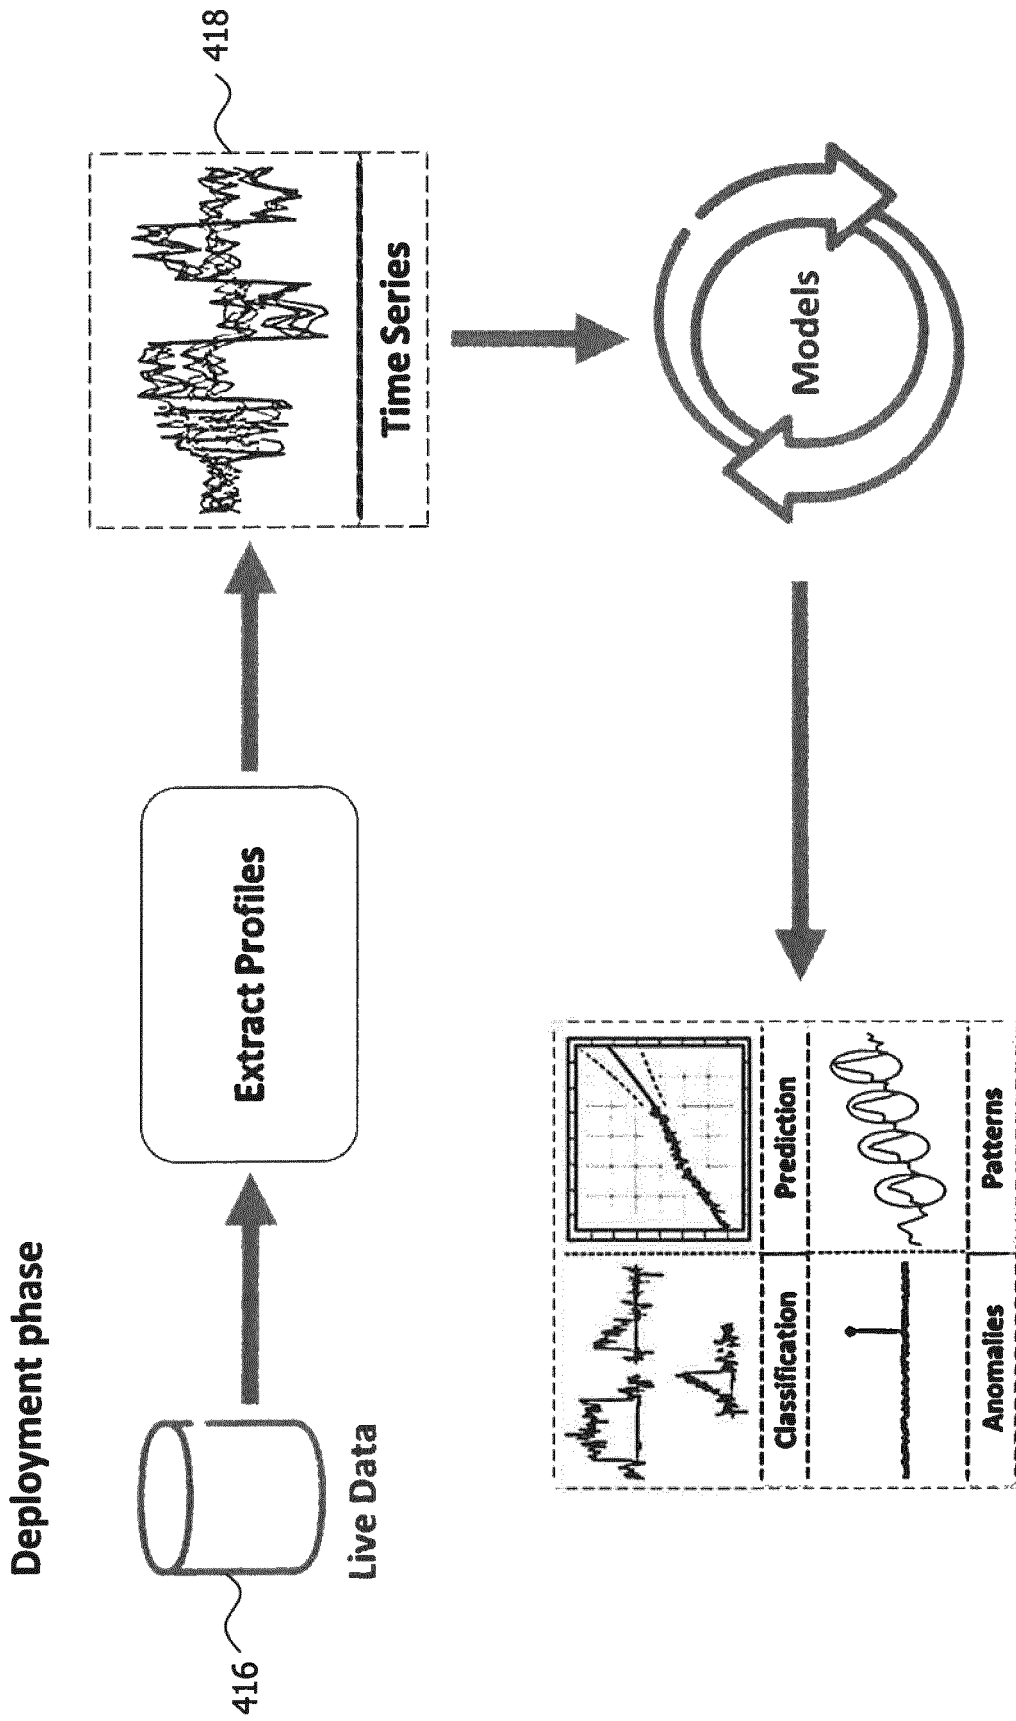 Deployment phase
416
Live Data
Extract Profiles
418
Time Series
Models
Classification
Prediction
Anomalies
Patterns